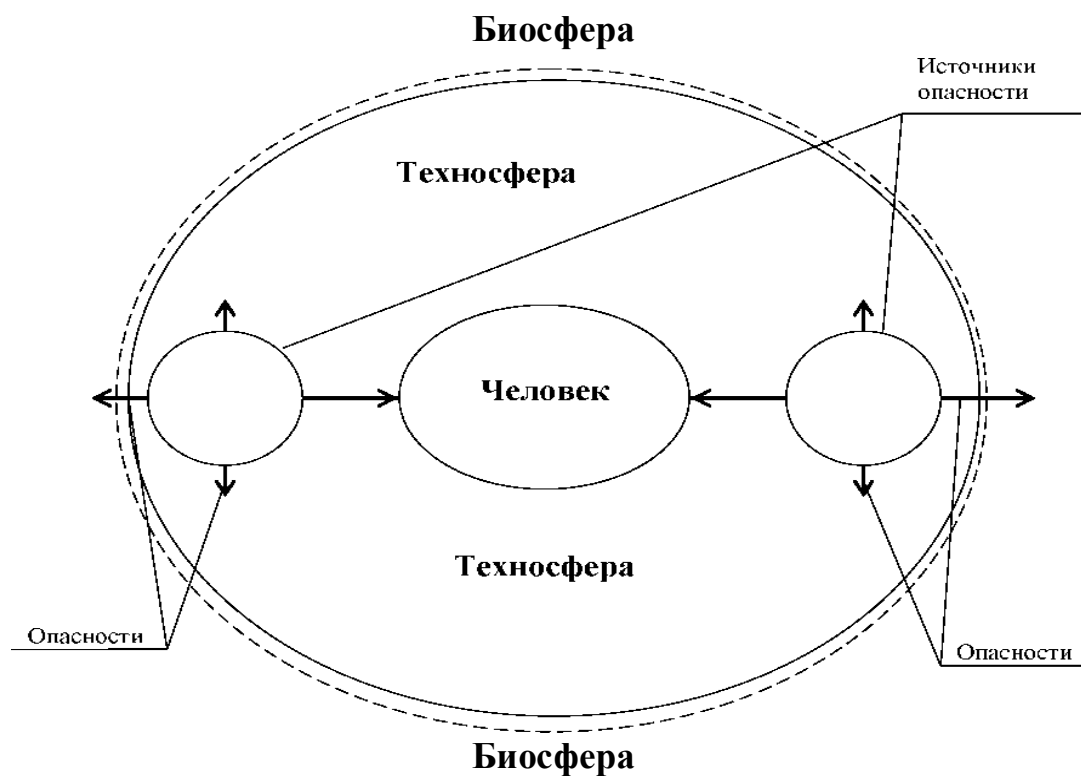 Биосфера
Источники
опасности
Техносфера
Человек
Техносфера
Опасности
Опасности
Биосфера